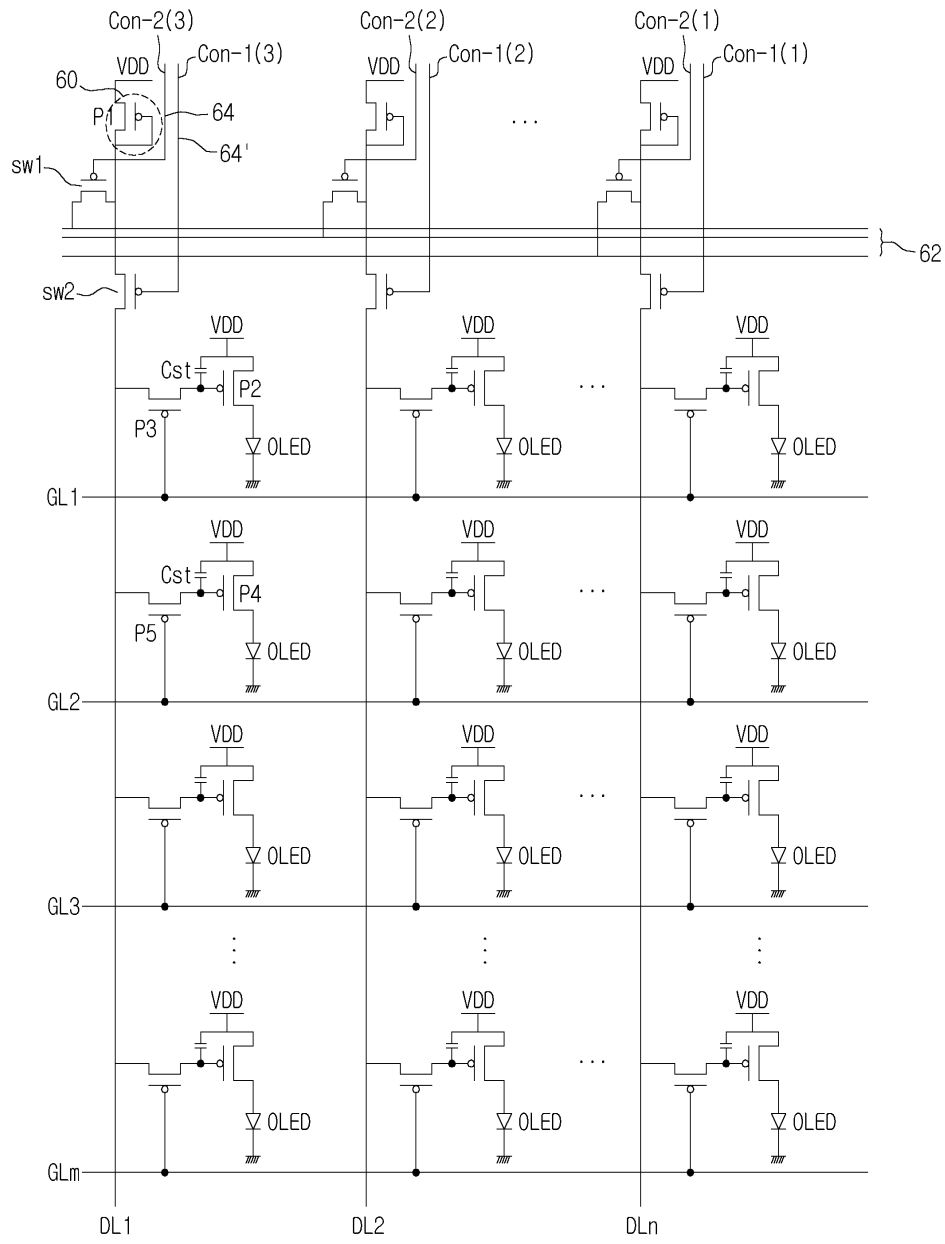 Con-2(3) Con-2(2) Con-2(1)
Con-1(3) Con-1(2) Con-1(1)
VDD VDD VDD
60
P1 64
...
64'
sw1
62
sw2
VDD VDD VDD
Cst P2 ...
P3 OLED OLED OLED
GL1
VDD VDD VDD
Cst P4 ...
P5 OLED OLED OLED
GL2
VDD VDD VDD
...
OLED OLED OLED
GL3
VDD VDD VDD
...
OLED OLED OLED
GLm
DL1 DL2 DLn